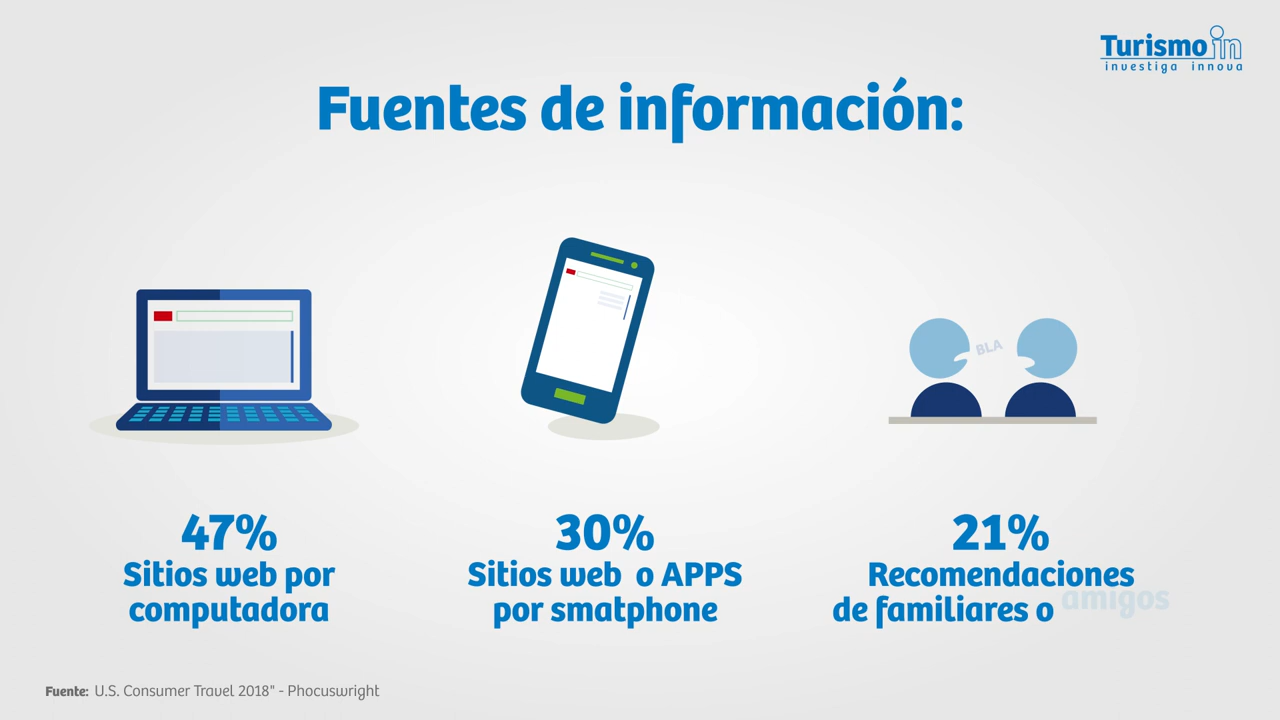 Turismo in
investiga innova
Fuentes de información:
BLA
47%
Sitios web por
computadora
30%
Sitios web o APPS
por smatphone
21%
Recomendaciones
de familiares o amigos
Fuente: U.S. Consumer Travel 2018" - Phocuswright